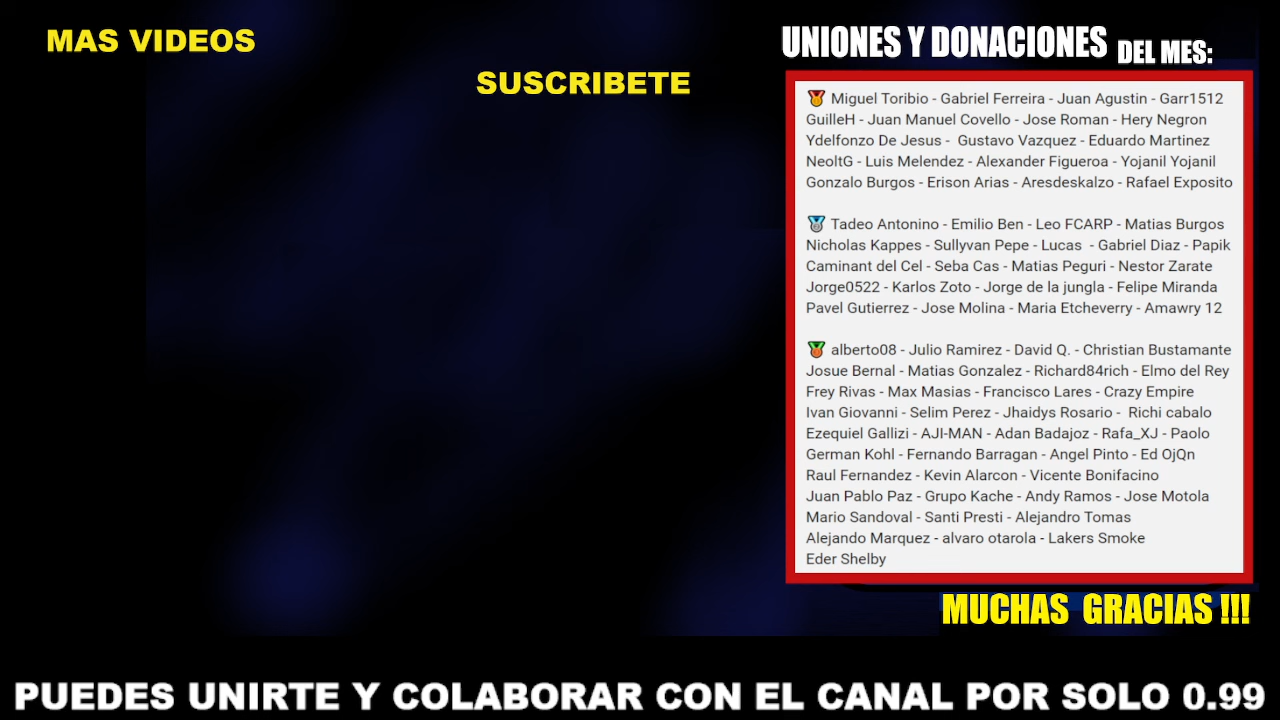 MAS VIDEOS
SUSCRIBETE
UNIONES Y DONACIONES DEL MES:
Miguel Toribio - Gabriel Ferreira - Juan Agustin - Garr1512
GuilleH - Juan Manuel Covello - Jose Roman - Hery Negron
Ydelfonzo De Jesus - Gustavo Vazquez - Eduardo Martinez
NeoltG - Luis Melendez - Alexander Figueroa - Yojanil Yojanil
Gonzalo Burgos - Erison Arias - Aresdeskalzo - Rafael Exposito
Tadeo Antonino - Emilio Ben - Leo FCARP - Matias Burgos
Nicholas Kappes - Sullyvan Pepe - Lucas - Gabriel Diaz - Papik
Caminant del Cel - Seba Cas - Matias Peguri - Nestor Zarate
Jorge0522 - Karlos Zoto - Jorge de la jungla - Felipe Miranda
Pavel Gutierrez - Jose Molina - Maria Etcheverry - Amawry 12
alberto08 - Julio Ramirez - David Q. - Christian Bustamante
Josue Bernal - Matias Gonzalez - Richard84rich - Elmo del Rey
Frey Rivas - Max Masias - Francisco Lares - Crazy Empire
Ivan Giovanni - Selim Perez - Jhaidys Rosario - Richi cabalo
Ezequiel Gallizi - AJI-MAN - Adan Badajoz - Rafa_XJ - Paolo
German Kohl - Fernando Barragan - Angel Pinto - Ed OjQn
Raul Fernandez - Kevin Alarcon - Vicente Bonifacino
Juan Pablo Paz - Grupo Kache - Andy Ramos - Jose Motola
Mario Sandoval - Santi Presti - Alejandro Tomas
Alejando Marquez - alvaro otarola - Lakers Smoke
Eder Shelby
MUCHAS GRACIAS !!!
PUEDES UNIRTE Y COLABORAR CON EL CANAL POR SOLO 0.99